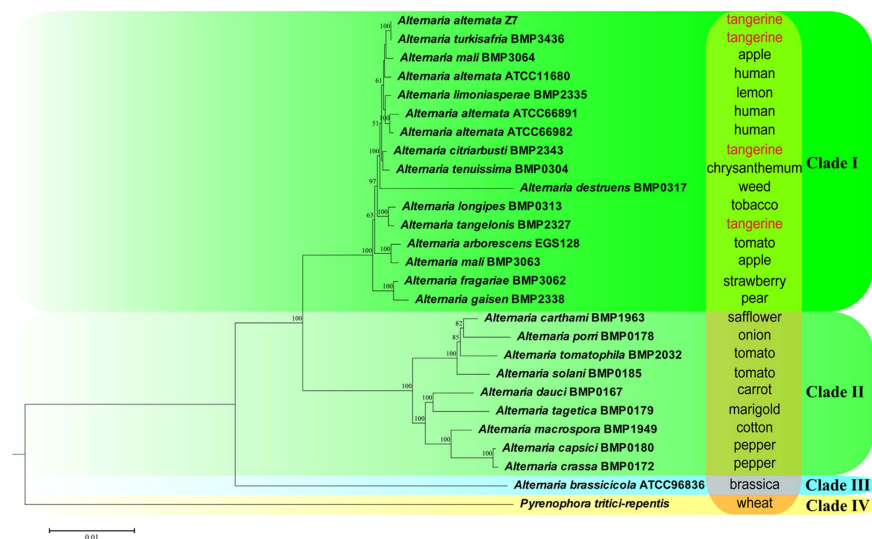 Alternaria alternata Z7 tangerine
100
Alternaria turkisafria BMP3436 tangerine
Alternaria mali BMP3064 apple
Alternaria alternata ATCC11680 human
61
Alternaria limoniasperae BMP2335 lemon
Alternaria alternata ATCC66891 human
100
51
Alternaria alternata ATCC66982 human
Alternaria citriarbusti BMP2343 tangerine
100
Clade I
Alternaria tenuissima BMP0304 chrysanthemum
97
Alternaria destruens BMP0317 weed
Alternaria longipes BMP0313 tobacco
63
100
Alternaria tangelonis BMP2327 tangerine
Alternaria arborescens EGS128 tomato
100 100
Alternaria mali BMP3063 apple
Alternaria fragariae BMP3062 strawberry
100
Alternaria gaisen BMP2338 pear
Alternaria carthami BMP1963 safflower
100
82
Alternaria porri BMP0178 onion
85
Alternaria tomatophila BMP2032 tomato
Alternaria solani BMP0185 tomato
100
Alternaria dauci BMP0167 carrot
Clade II
100
Alternaria tagetica BMP0179 marigold
Alternaria macrospora BMP1949 cotton
100
Alternaria capsici BMP0180 pepper
100
Alternaria crassa BMP0172 pepper
Alternaria brassicicola ATCC96836 brassica Clade III
Pyrenophora tritici-repentis wheat Clade IV
0.01